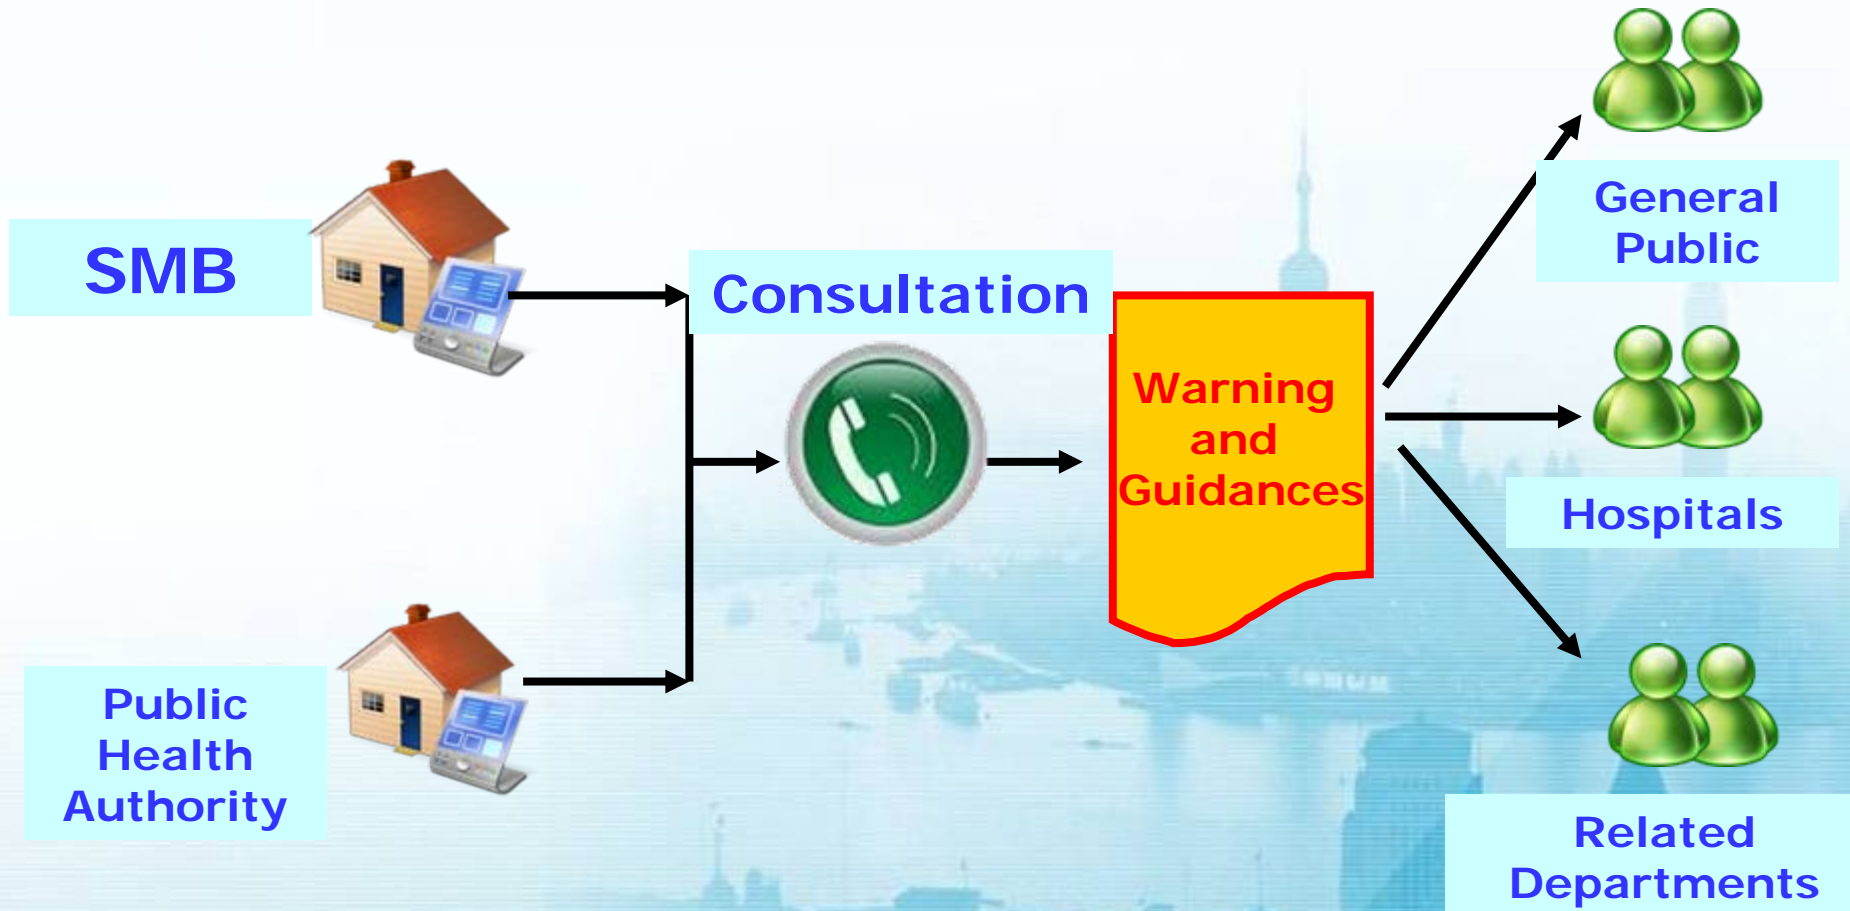 SMB
Consultation
Public
Health
Authority
Warning
and
Guidances
General
Public
Hospitals
Related
Departments